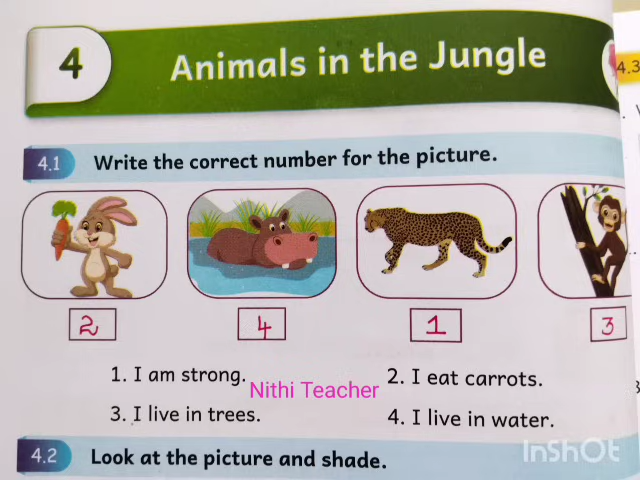 4
Animals in the Jungle
4.3
4.1 Write the correct number for the picture.
2 4 1 3
1. I am strong. 2. I eat carrots.
Nithi Teacher
3. I live in trees. 4. I live in water.
4.2 Look at the picture and shade.
InShOt